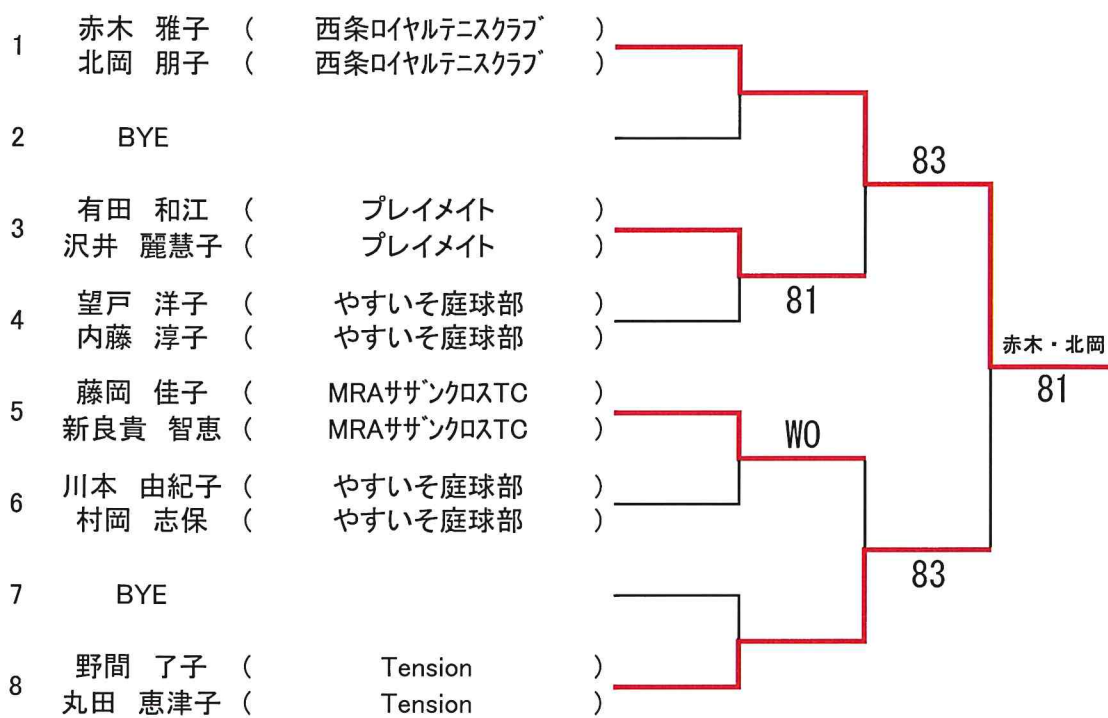 1 赤木 雅子 ( 西条ロイヤルテニスクラブ )
北岡 朋子 ( 西条ロイヤルテニスクラブ )
2 BYE
83
3 有田 和江 ( プレイメイト )
沢井 麗慧子 ( プレイメイト )
81
4 望戸 洋子 ( やすいそ庭球部 )
内藤 淳子 ( やすいそ庭球部 )
赤木・北岡
81
5 藤岡 佳子 ( MRAサザンクロスTC )
新良貴 智恵 ( MRAサザンクロスTC )
WO
6 川本 由紀子 ( やすいそ庭球部 )
村岡 志保 ( やすいそ庭球部 )
83
7 BYE
8 野間 了子 ( Tension )
丸田 恵津子 ( Tension )